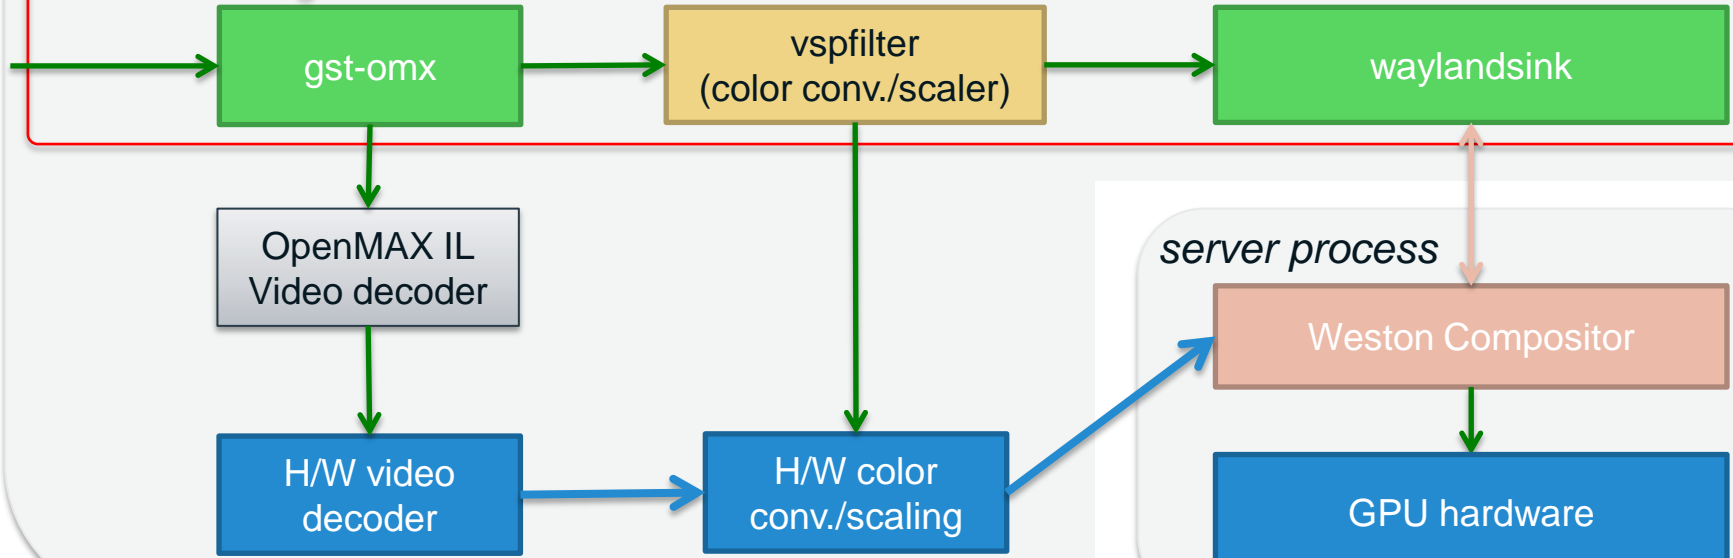 gst-omx
vspfilter
(color conv./scaler)
waylandsink
OpenMAX IL
Video decoder
server process
Weston Compositor
H/W video
decoder
H/W color
conv./scaling
GPU hardware